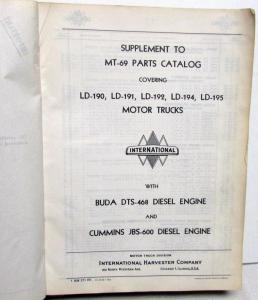 SUPPLEMENT TO
MT-69 PARTS CATALOG
COVERING
LD-190, LD-191, LD-192, LD-194, LD-195
MOTOR TRUCKS
INTERNATIONAL
WITH
BUDA DTS-468 DIESEL ENGINE
AND
CUMMINS JBS-600 DIESEL ENGINE
MOTOR TRUCK DIVISION
INTERNATIONAL HARVESTER COMPANY
180 NORTH MICHIGAN AVE. CHICAGO 1, ILLINOIS, U.S.A.